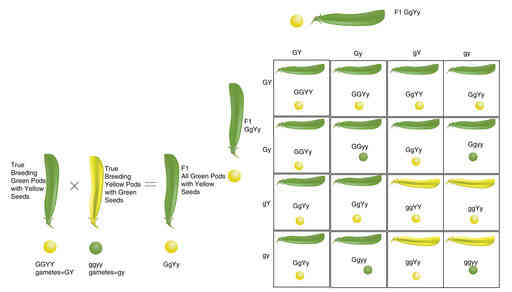 F1 GgYy
GY Gy gY gy
GY
GGYY GGYy GgYY GgYy
F1
GgYy
Gy
GGYy GGyy GgYy Ggyy
True
Breeding
Green Pods
with Yellow
Seeds
True
Breeding
Yellow Pods
with Green
Seeds
F1
All Green Pods
with Yellow
Seeds
gY
GgYy GgYy ggYY ggYy
gy
GgYy Ggyy ggYy ggyy
GGYY
gametes=GY
ggyy
gametes=gy
GgYy